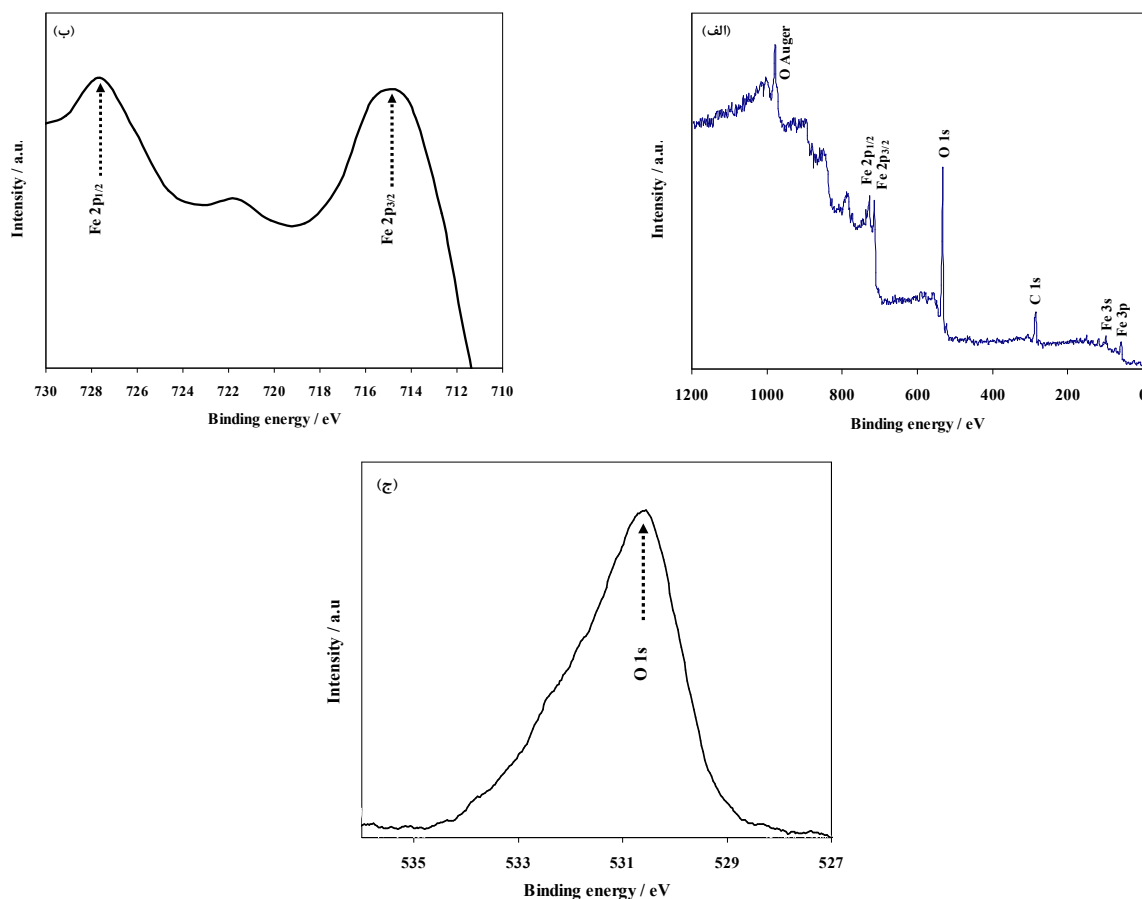 (الف)
Intensity / a.u.
O Auger
Fe 2p1/2
Fe 2p3/2
O 1s
C 1s
Fe 3s
Fe 3p
1200 1000 800 600 400 200 0
Binding energy / eV
(ب)
Intensity / a.u.
Fe 2p1/2
Fe 2p3/2
730 728 726 724 722 720 718 716 714 712 710
Binding energy / eV
(ج)
Intensity / a.u
O 1s
535 533 531 529 527
Binding energy / eV